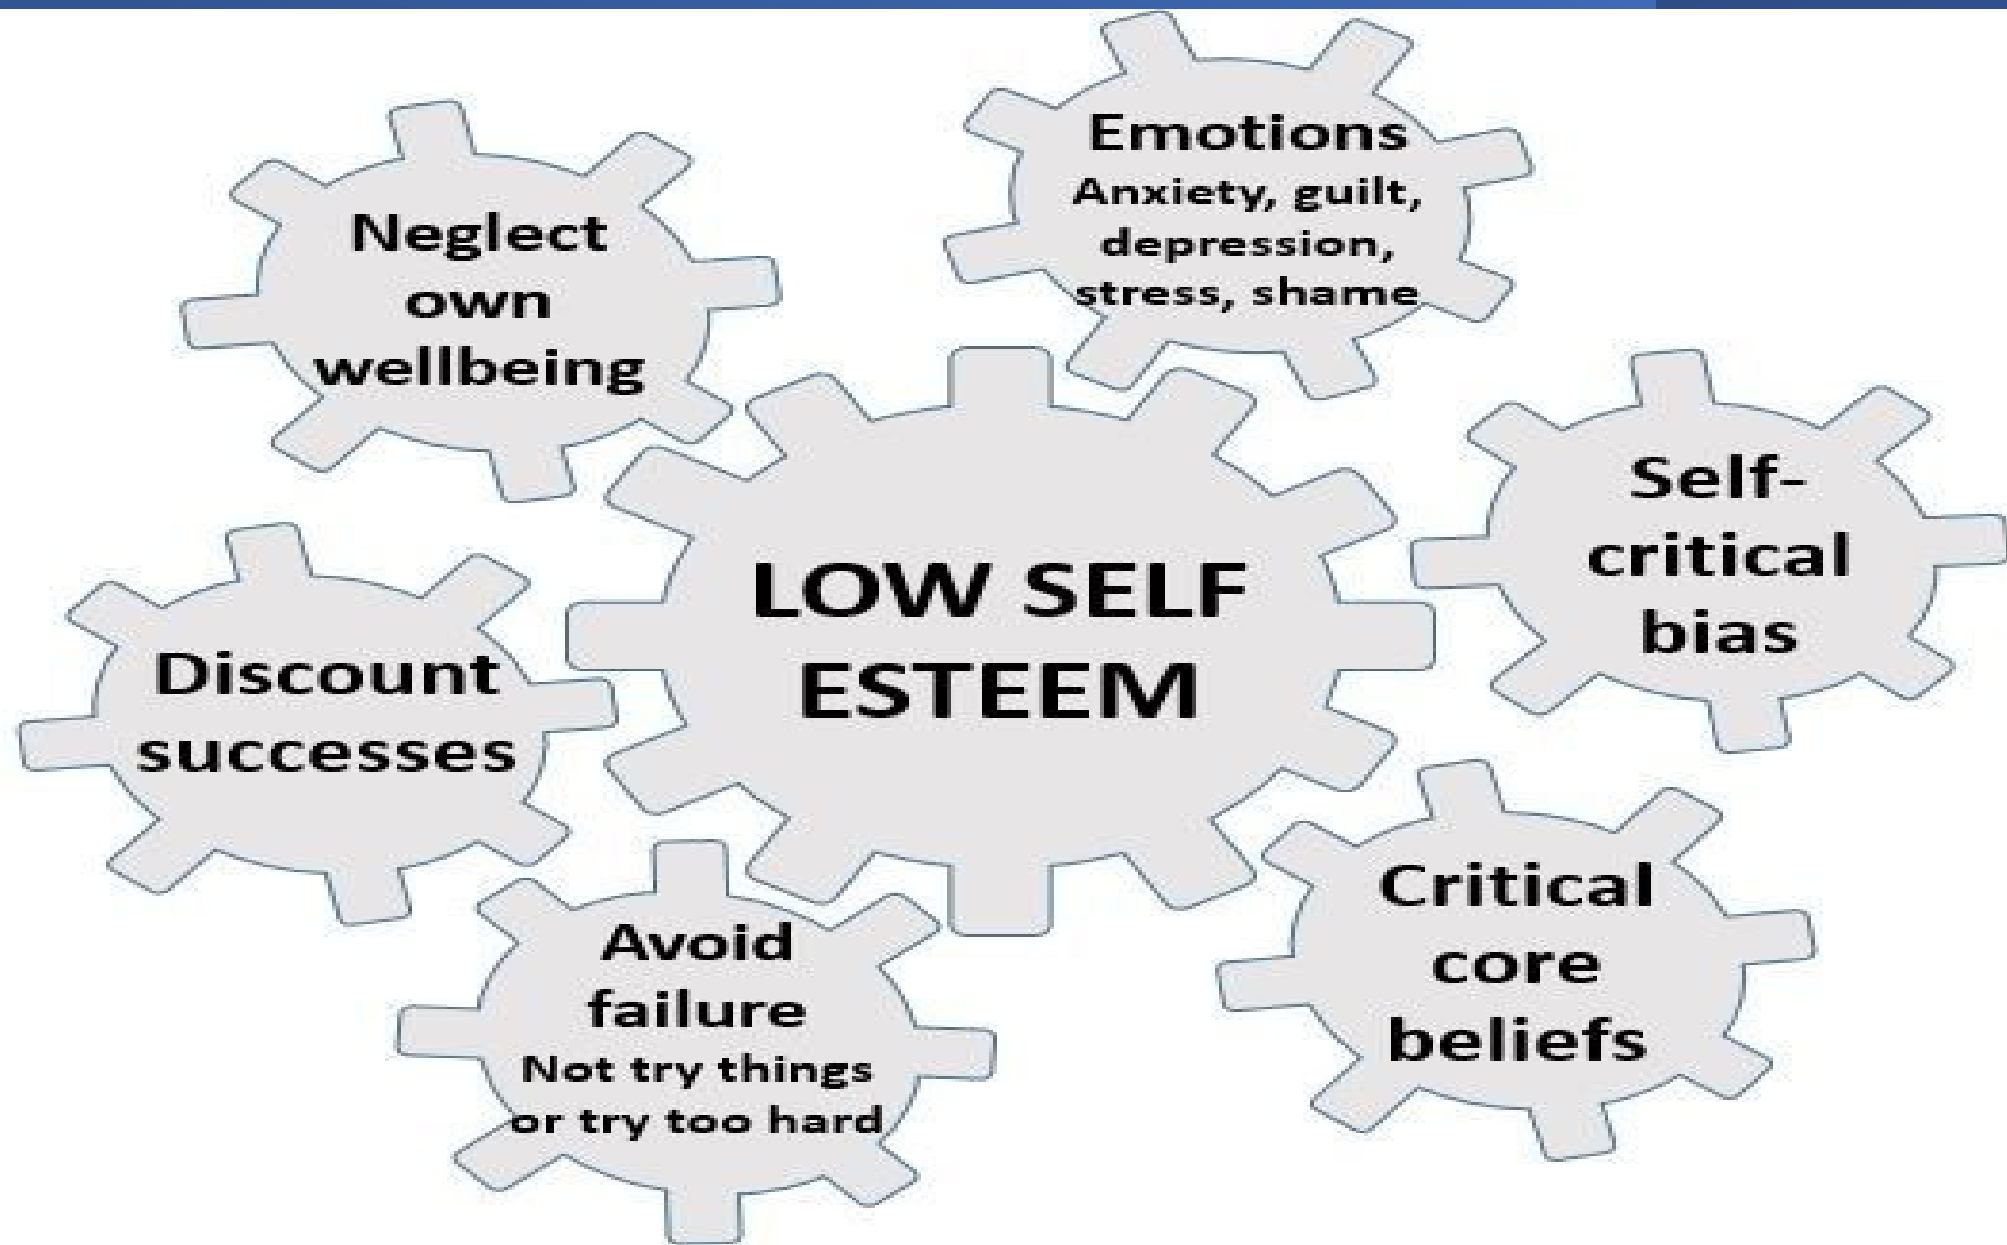 Emotions
Anxiety, guilt,
depression,
stress, shame
Neglect
own
wellbeing
Self-
critical
bias
LOW SELF
ESTEEM
Discount
successes
Critical
core
beliefs
Avoid
failure
Not try things
or try too hard